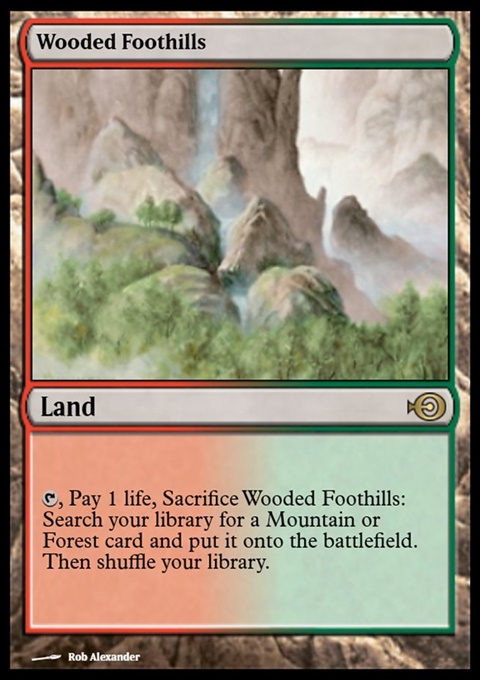 Wooded Foothills
Land
, Pay 1 life, Sacrifice Wooded Foothills:
Search your library for a Mountain or
Forest card and put it onto the battlefield.
Then shuffle your library.
Rob Alexander